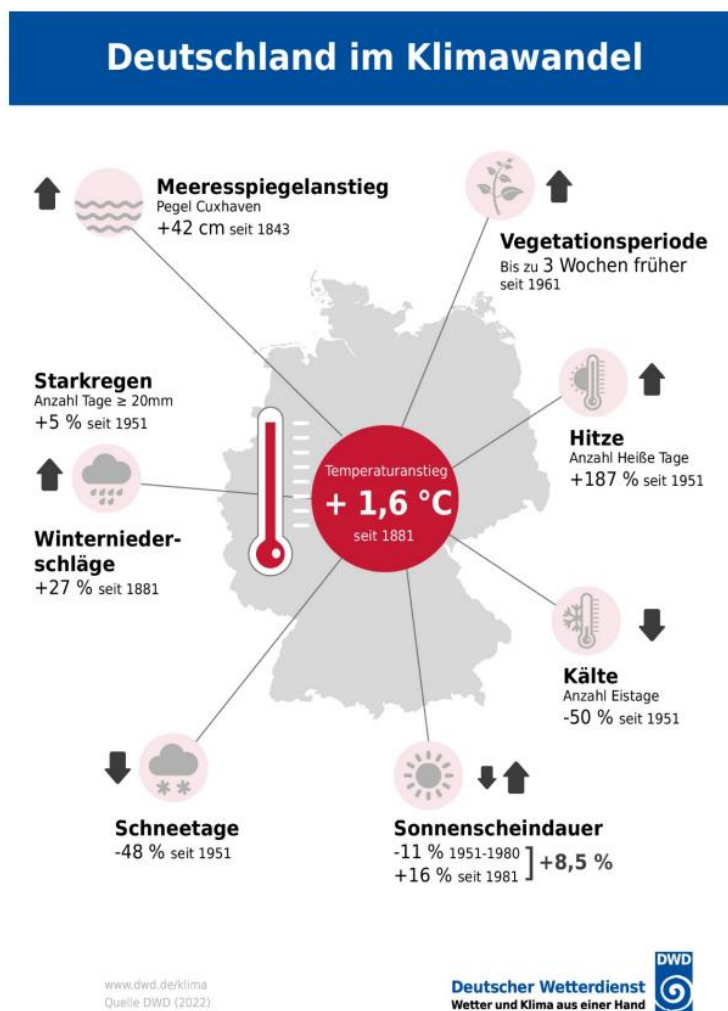 Deutschland im Klimawandel
Meeresspiegelanstieg
Pegel Cuxhaven
+42 cm seit 1843
Vegetationsperiode
Bis zu 3 Wochen früher
seit 1961
Starkregen
Anzahl Tage ≥ 20mm
+5 % seit 1951
Winternieder-
schläge
+27 % seit 1881
Temperaturanstieg
+ 1,6 °C
seit 1881
Hitze
Anzahl Heiße Tage
+187 % seit 1951
Kälte
Anzahl Eistage
-50 % seit 1951
Schneetage
-48 % seit 1951
Sonnenscheindauer
-11 % 1951-1980
+16 % seit 1981
+8,5 %
www.dwd.de/klima
Quelle DWD (2022)
Deutscher Wetterdienst
Wetter und Klima aus einer Hand
DWD